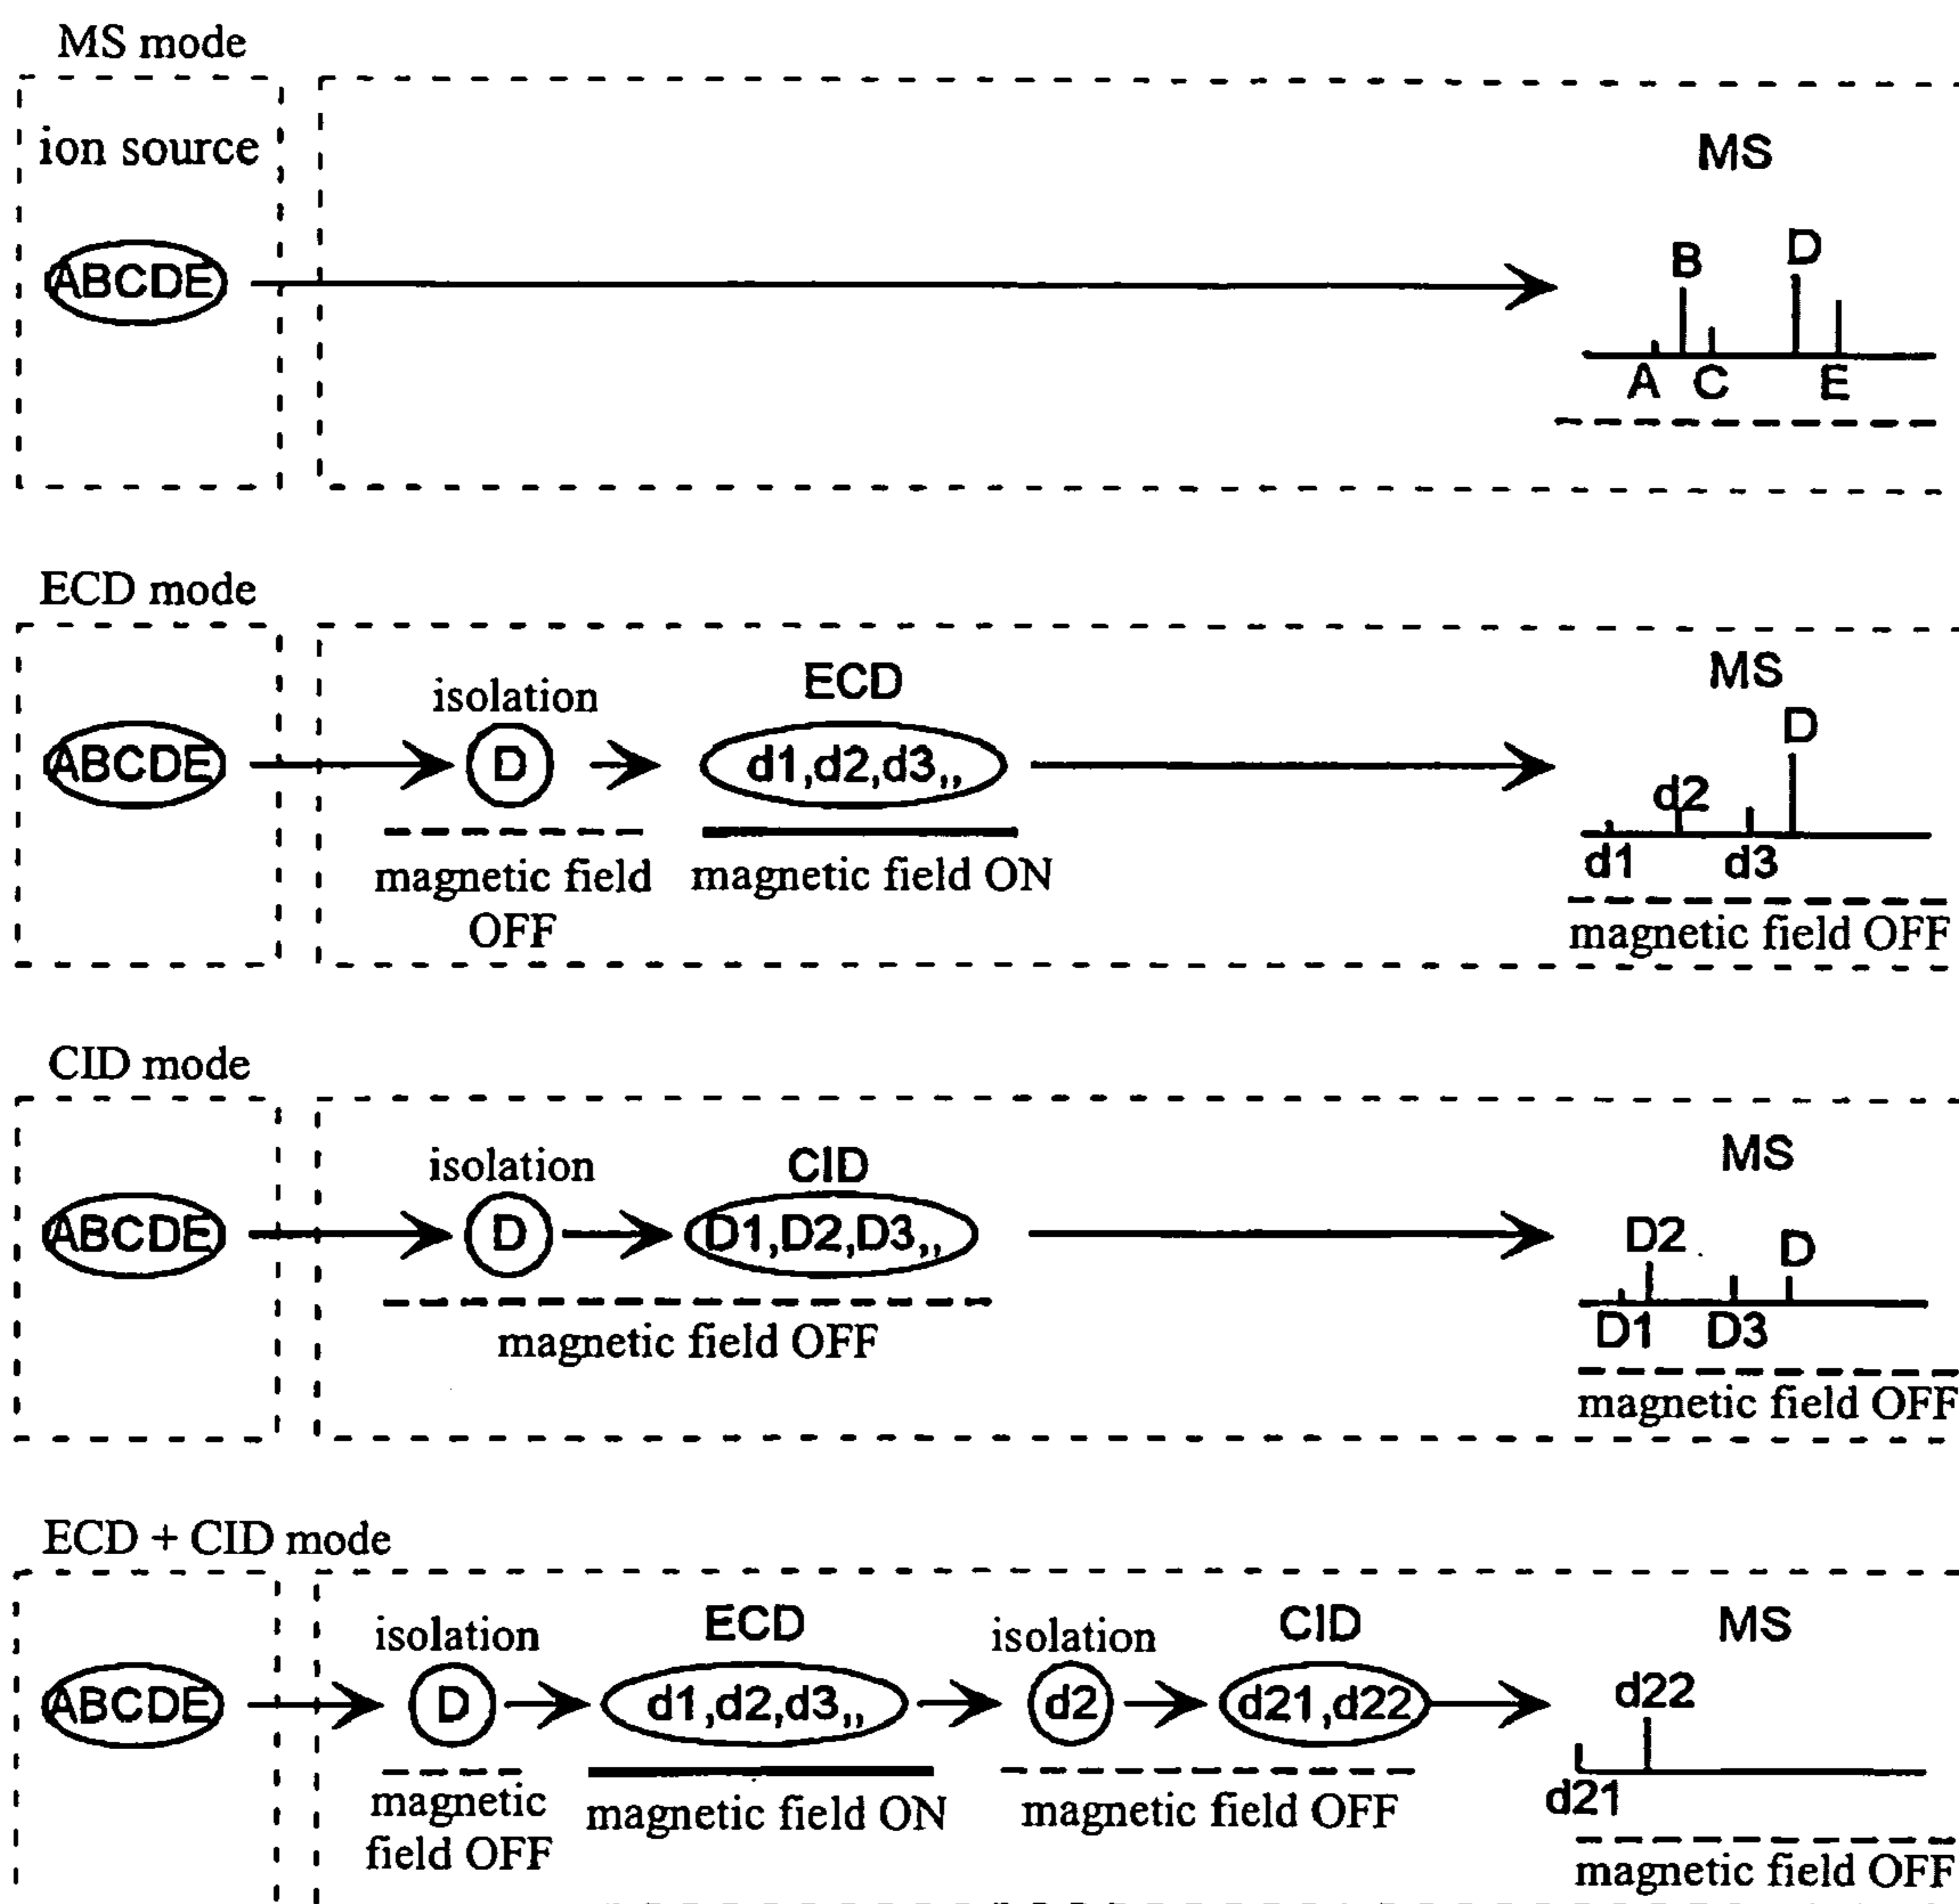 MS mode
ion source
MS
ABCDE
B
D
A
C
E
ECD mode
isolation
ECD
MS
ABCDE
D
d1,d2,d3,,
D
d2
d1
d3
magnetic field
OFF
magnetic field ON
magnetic field OFF
CID mode
isolation
CID
MS
ABCDE
D
D1,D2,D3,,
D2
D
D1
D3
magnetic field OFF
magnetic field OFF
ECD + CID mode
isolation
ECD
isolation
CID
MS
ABCDE
D
d1,d2,d3,,
d2
d21,d22
d22
d21
magnetic
field OFF
magnetic field ON
magnetic field OFF
magnetic field OFF